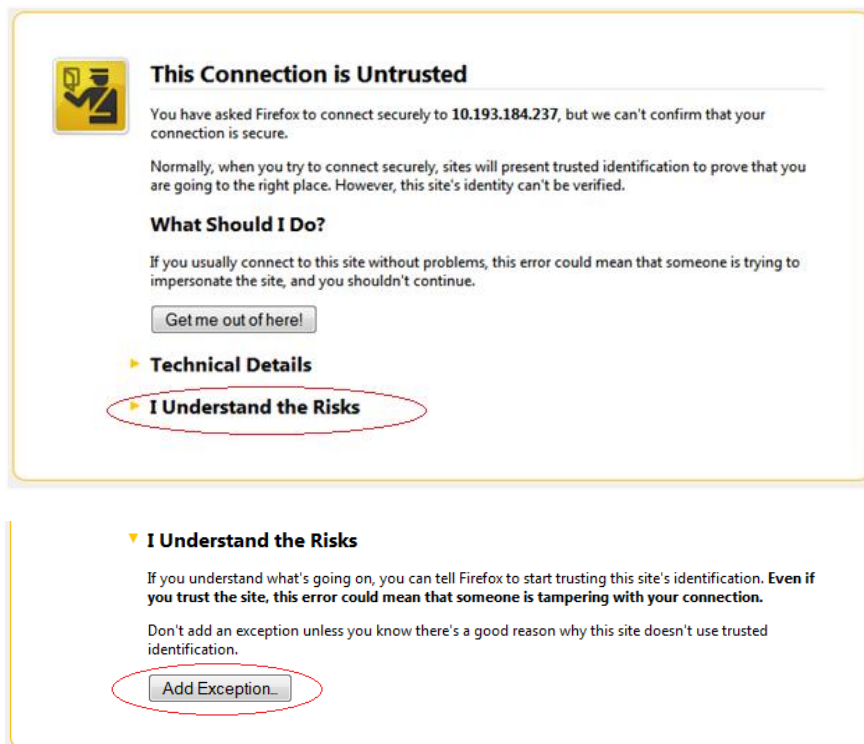 This Connection is Untrusted
You have asked Firefox to connect securely to 10.193.184.237, but we can't confirm that your
connection is secure.
Normally, when you try to connect securely, sites will present trusted identification to prove that you
are going to the right place. However, this site's identity can't be verified.
What Should I Do?
If you usually connect to this site without problems, this error could mean that someone is trying to
impersonate the site, and you shouldn't continue.
Get me out of here!
Technical Details
I Understand the Risks
I Understand the Risks
If you understand what's going on, you can tell Firefox to start trusting this site's identification. Even if
you trust the site, this error could mean that someone is tampering with your connection.
Don't add an exception unless you know there's a good reason why this site doesn't use trusted
identification.
Add Exception...